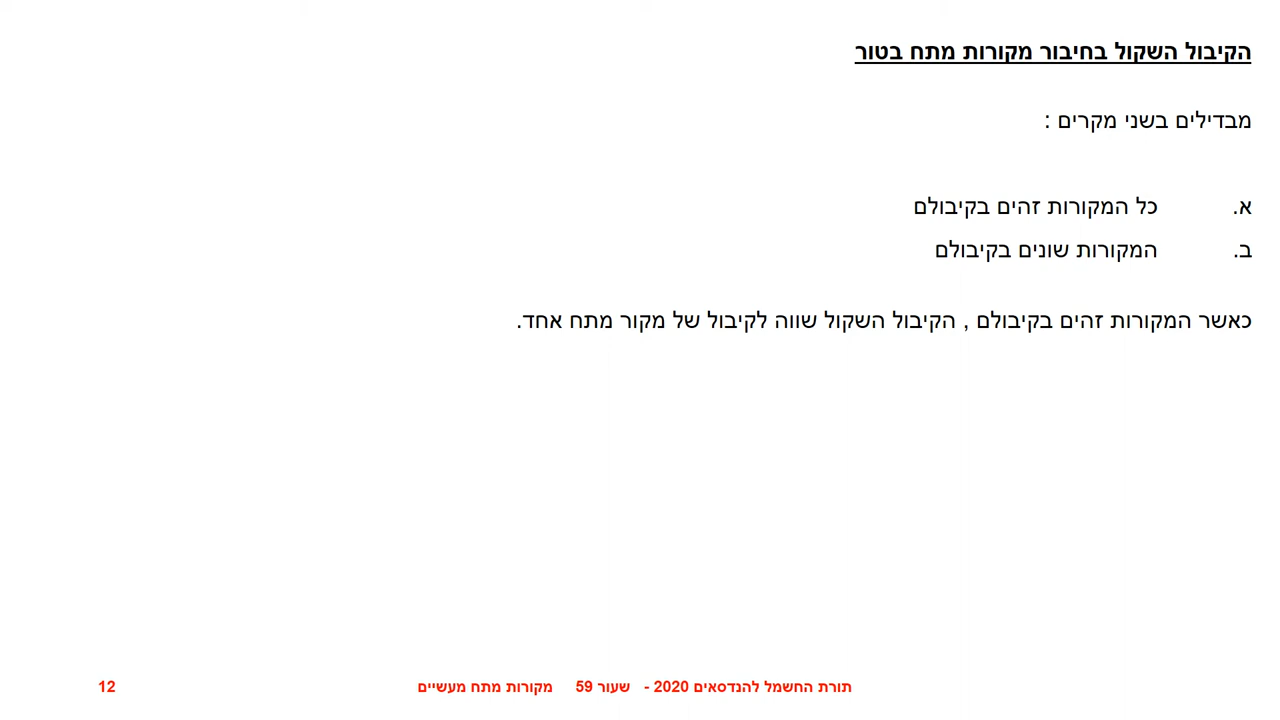 הקיבול השקול בחיבור מקורות מתח בטור
מבדילים בשני מקרים :
א. כל המקורות זהים בקיבולם
ב. המקורות שונים בקיבולם
כאשר המקורות זהים בקיבולם , הקיבול השקול שווה לקיבול של מקור מתח אחד.
תורת החשמל להנדסאים 2020 - שעור 59 מקורות מתח מעשיים
12